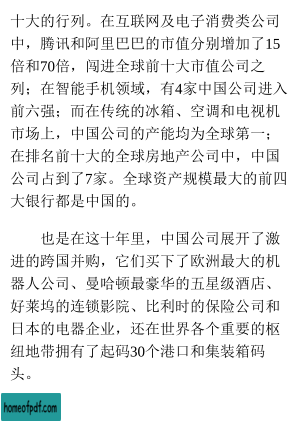 十大的行列。在互联网及电子消费类公司
中，腾讯和阿里巴巴的市值分别增加了15
倍和70倍，闯进全球前十大市值公司之
列；在智能手机领域，有4家中国公司进入
前六强；而在传统的冰箱、空调和电视机
市场上，中国公司的产能均为全球第一；
在排名前十大的全球房地产公司中，中国
公司占到了7家。全球资产规模最大的前四
大银行都是中国的。
也是在这十年里，中国公司展开了激
进的跨国并购，它们买下了欧洲最大的机
器人公司、曼哈顿最豪华的五星级酒店、
好莱坞的连锁影院、比利时的保险公司和
日本的电器企业，还在世界各个重要的枢
纽地带拥有了起码30个港口和集装箱码
头。
homeofpdf.com